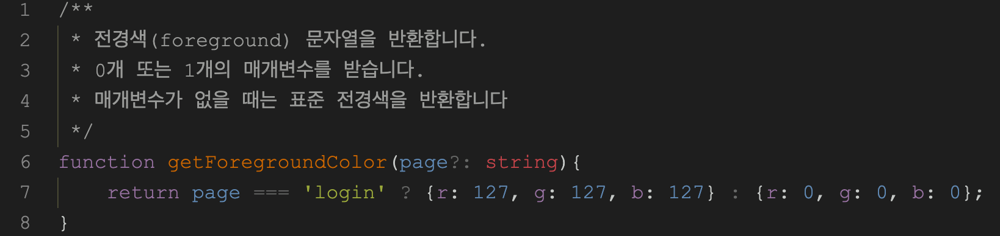 1 /**
2 * 전경색(foreground) 문자열을 반환합니다.
3 * 0개 또는 1개의 매개변수를 받습니다.
4 * 매개변수가 없을 때는 표준 전경색을 반환합니다
5 */
6 function getForegroundColor(page?: string){
7 return page === 'login' ? {r: 127, g: 127, b: 127} : {r: 0, g: 0, b: 0};
8 }